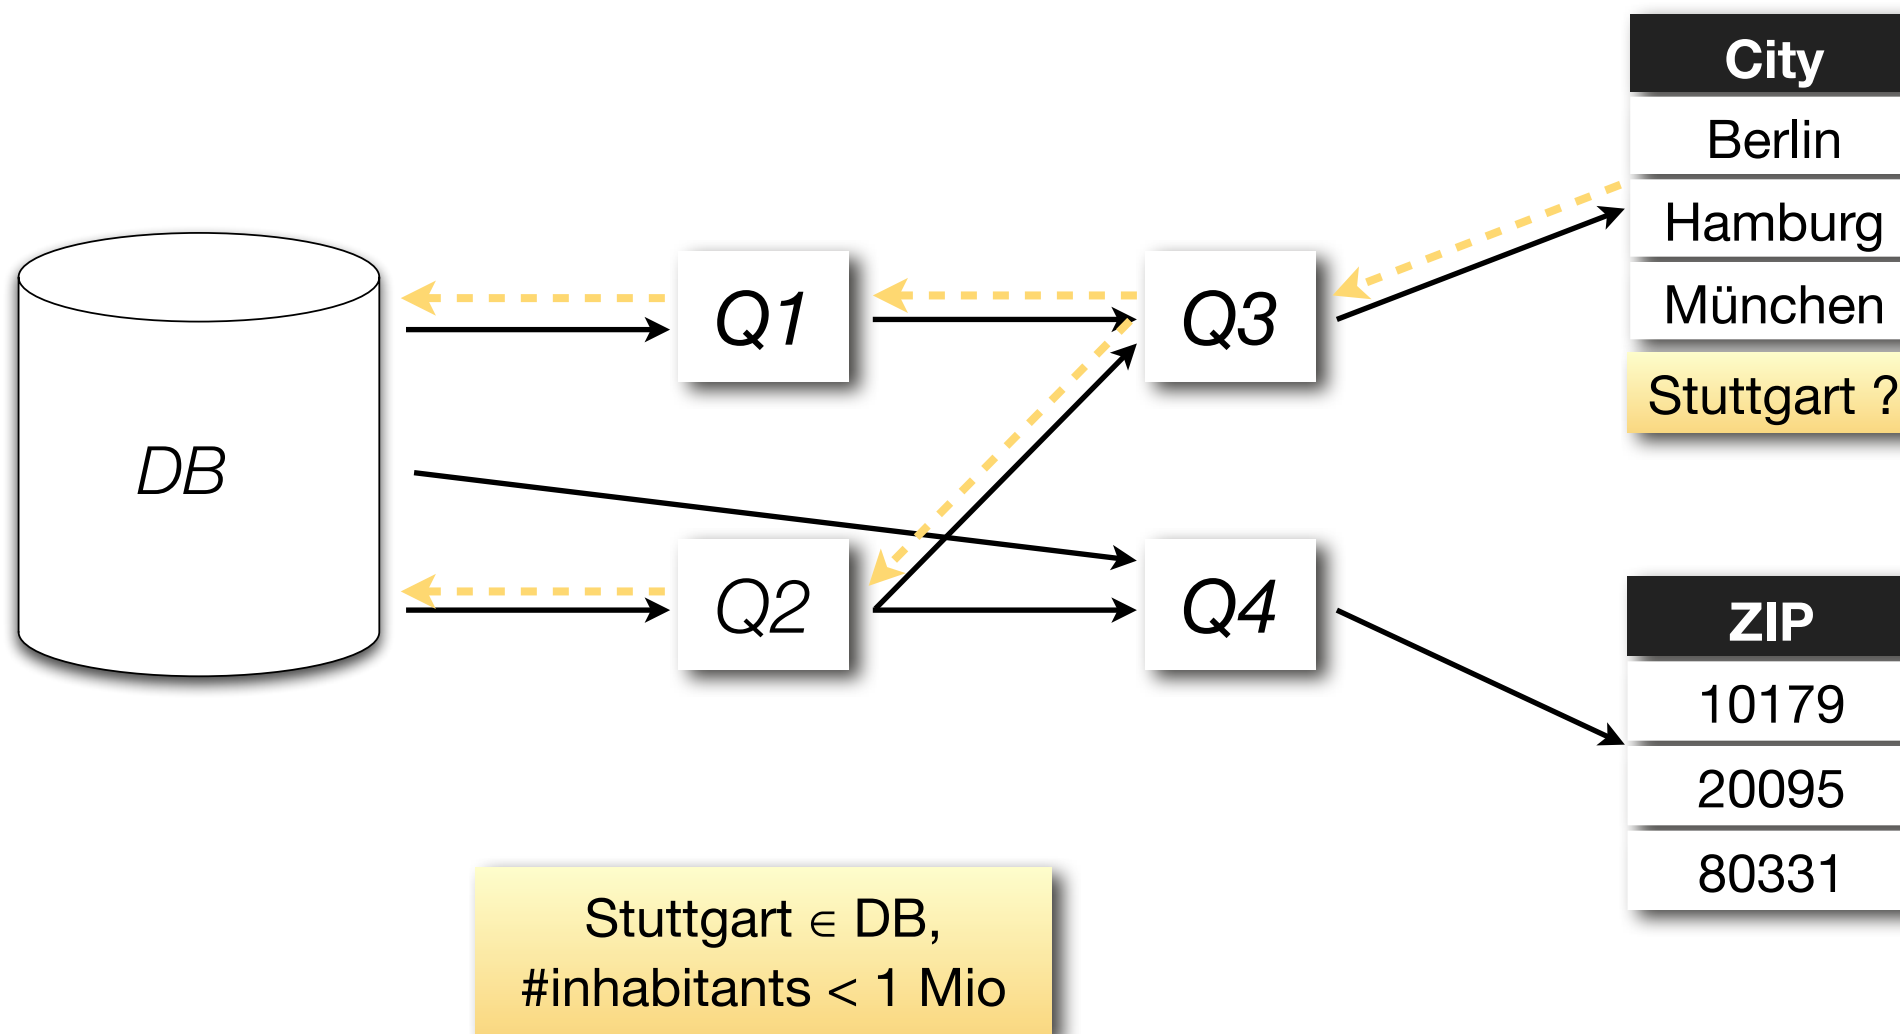 City
Berlin
Hamburg
München
Stuttgart ?
DB
Q1
Q3
Q2
Q4
ZIP
10179
20095
80331
Stuttgart ∈ DB,
#inhabitants < 1 Mio